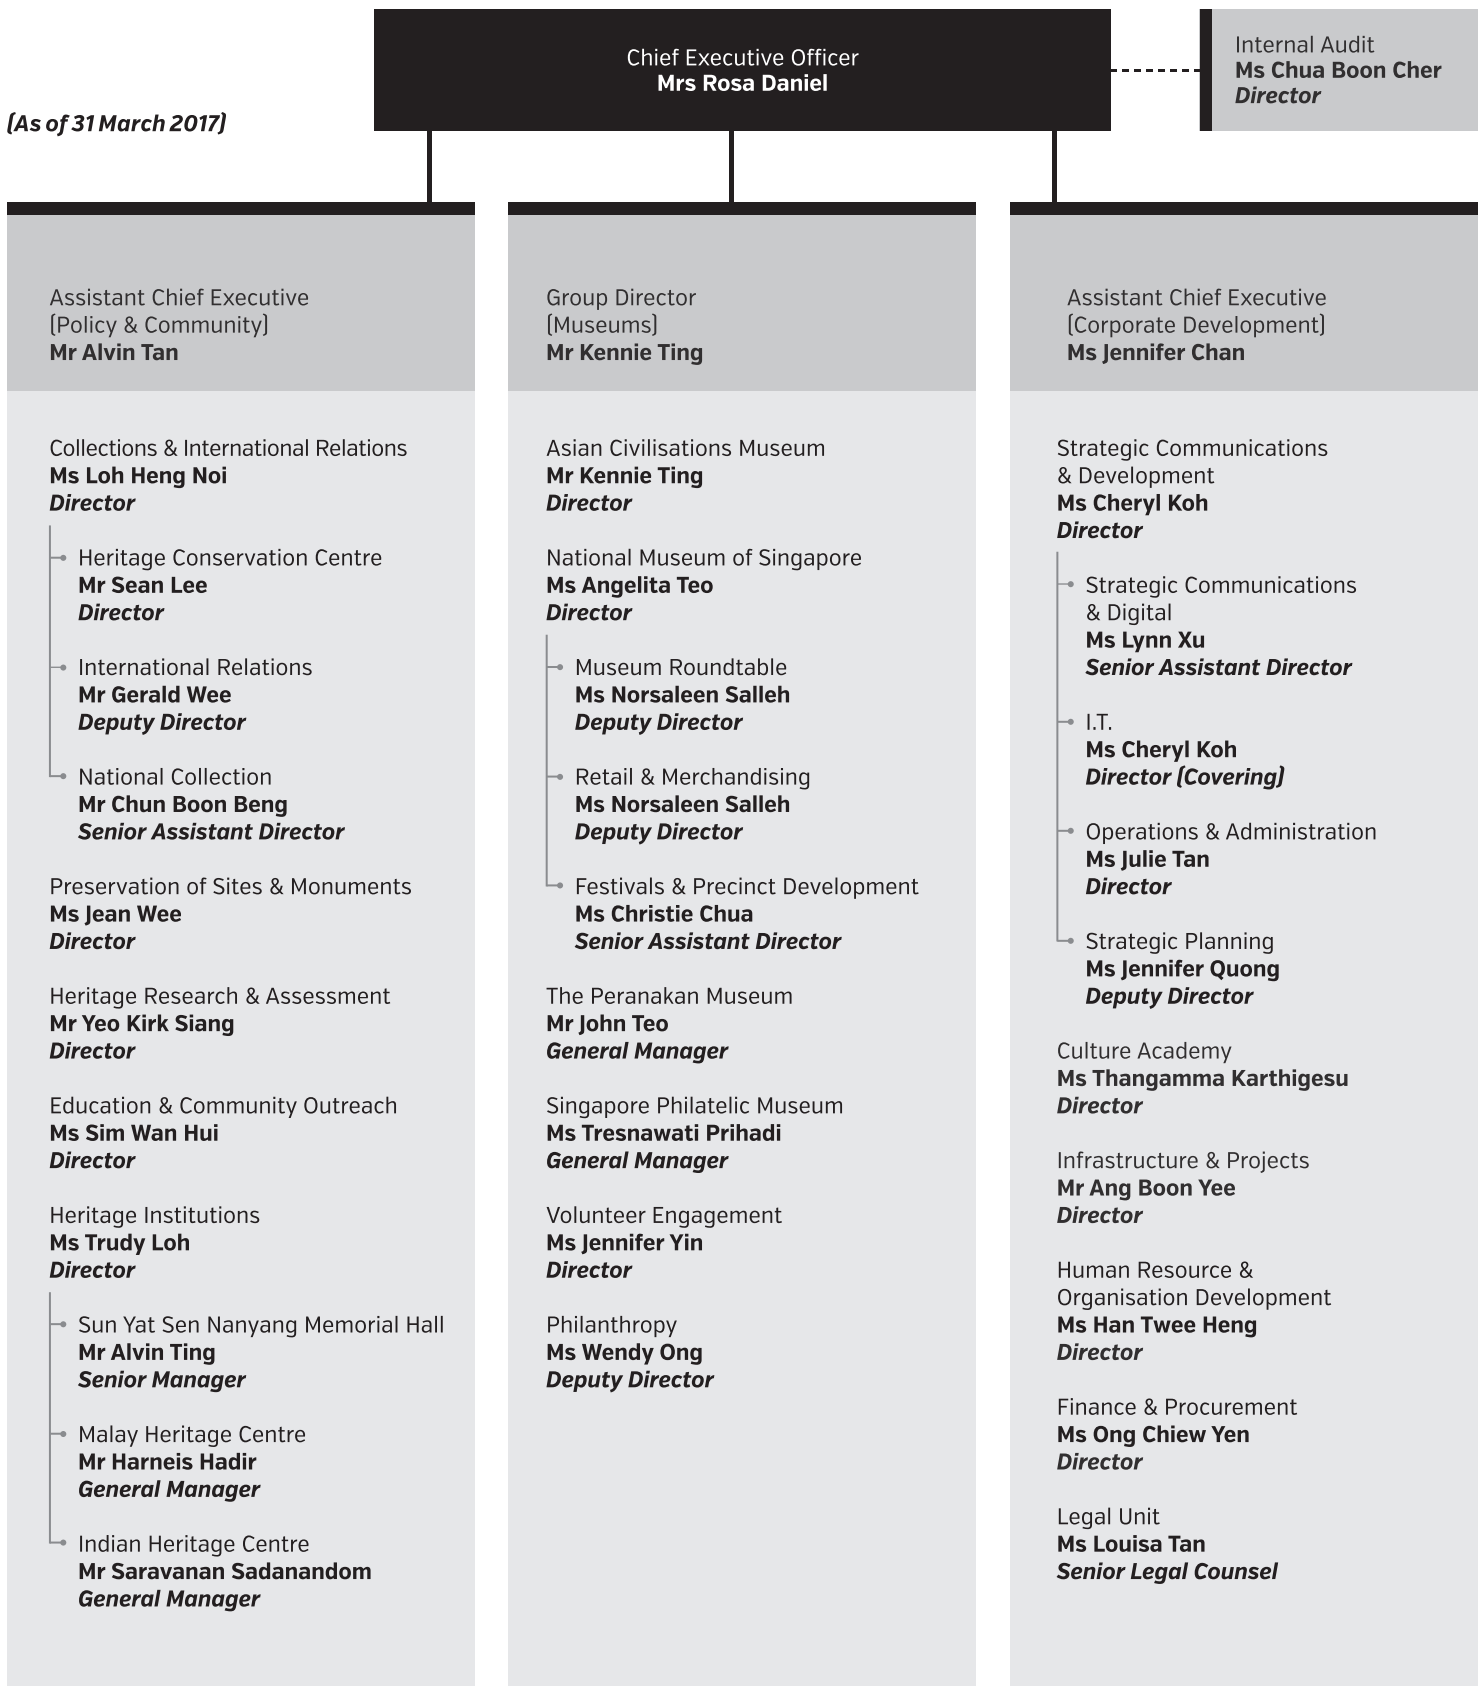 Chief Executive Officer
Mrs Rosa Daniel
Internal Audit
Ms Chua Boon Cher
Director
(As of 31 March 2017)
Assistant Chief Executive
(Policy & Community)
Mr Alvin Tan
Collections & International Relations
Ms Loh Heng Noi
Director
Heritage Conservation Centre
Mr Sean Lee
Director
International Relations
Mr Gerald Wee
Deputy Director
National Collection
Mr Chun Boon Beng
Senior Assistant Director
Preservation of Sites & Monuments
Ms Jean Wee
Director
Heritage Research & Assessment
Mr Yeo Kirk Siang
Director
Education & Community Outreach
Ms Sim Wan Hui
Director
Heritage Institutions
Ms Trudy Loh
Director
Sun Yat Sen Nanyang Memorial Hall
Mr Alvin Ting
Senior Manager
Malay Heritage Centre
Mr Harneis Hadir
General Manager
Indian Heritage Centre
Mr Saravanan Sadanandom
General Manager
Group Director
(Museums)
Mr Kennie Ting
Asian Civilisations Museum
Mr Kennie Ting
Director
National Museum of Singapore
Ms Angelita Teo
Director
Museum Roundtable
Ms Norsaleen Salleh
Deputy Director
Retail & Merchandising
Ms Norsaleen Salleh
Deputy Director
Festivals & Precinct Development
Ms Christie Chua
Senior Assistant Director
The Peranakan Museum
Mr John Teo
General Manager
Singapore Philatelic Museum
Ms Tresnawati Prihadi
General Manager
Volunteer Engagement
Ms Jennifer Yin
Director
Philanthropy
Ms Wendy Ong
Deputy Director
Assistant Chief Executive
(Corporate Development)
Ms Jennifer Chan
Strategic Communications
& Development
Ms Cheryl Koh
Director
Strategic Communications
& Digital
Ms Lynn Xu
Senior Assistant Director
I.T.
Ms Cheryl Koh
Director (Covering)
Operations & Administration
Ms Julie Tan
Director
Strategic Planning
Ms Jennifer Quong
Deputy Director
Culture Academy
Ms Thangamma Karthigesu
Director
Infrastructure & Projects
Mr Ang Boon Yee
Director
Human Resource &
Organisation Development
Ms Han Twee Heng
Director
Finance & Procurement
Ms Ong Chiew Yen
Director
Legal Unit
Ms Louisa Tan
Senior Legal Counsel